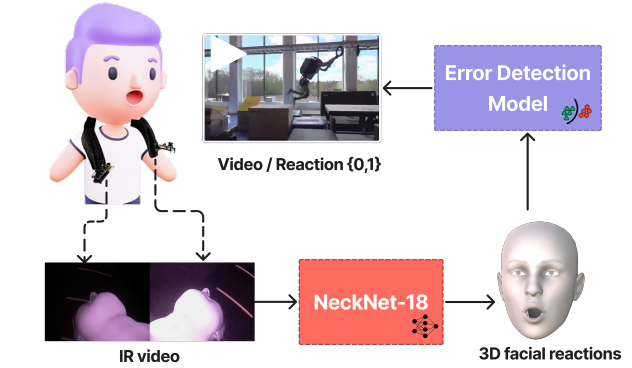 Error Detection
Model
Video / Reaction {0,1}
NeckNet-18
IR video
3D facial reactions